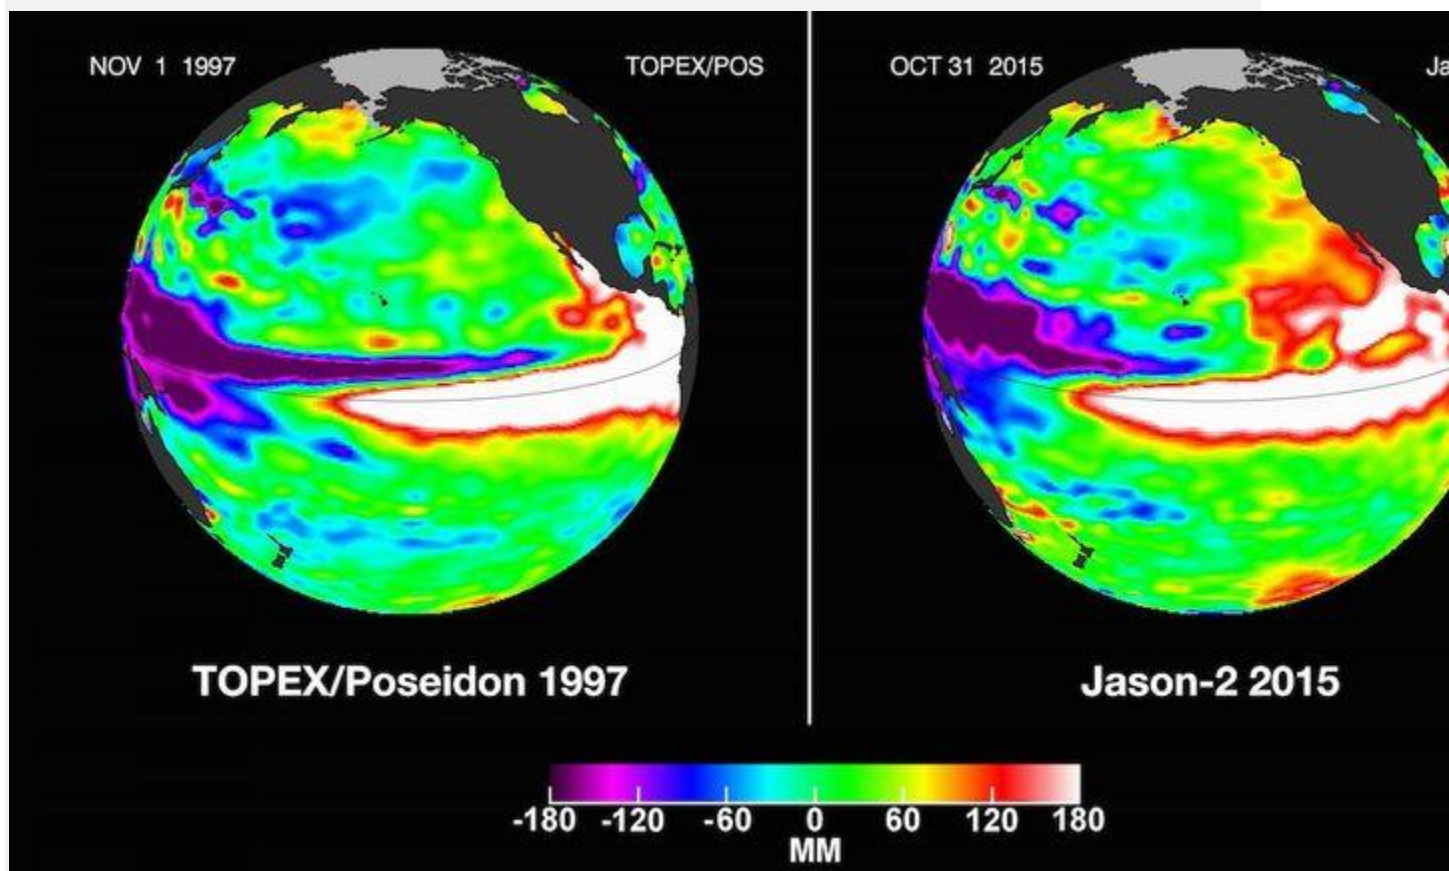 NOV 1 1997
TOPEX/POS
OCT 31 2015
Ja
TOPEX/Poseidon 1997
Jason-2 2015
-180 -120 -60 0 60 120 180
MM